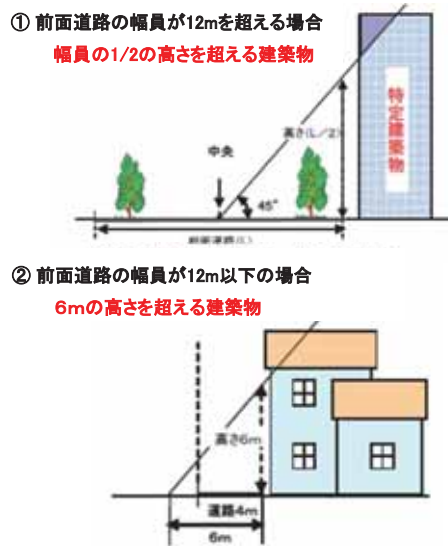 ① 前面道路の幅員が12mを超える場合
幅員の1/2の高さを超える建築物
特定建築物
高さ(L/2)
中央
45°
前面道路(L)
② 前面道路の幅員が12m以下の場合
6mの高さを超える建築物
高さ6m
道路4m
6m